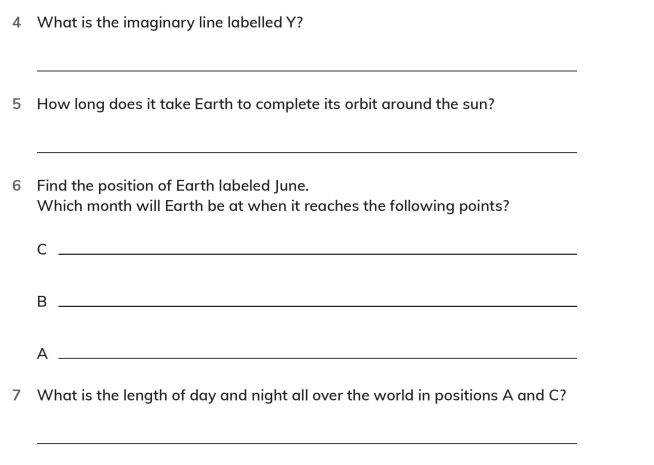 4 What is the imaginary line labelled Y?
5 How long does it take Earth to complete its orbit around the sun?
6 Find the position of Earth labeled June.
Which month will Earth be at when it reaches the following points?
C
B
A
7 What is the length of day and night all over the world in positions A and C?